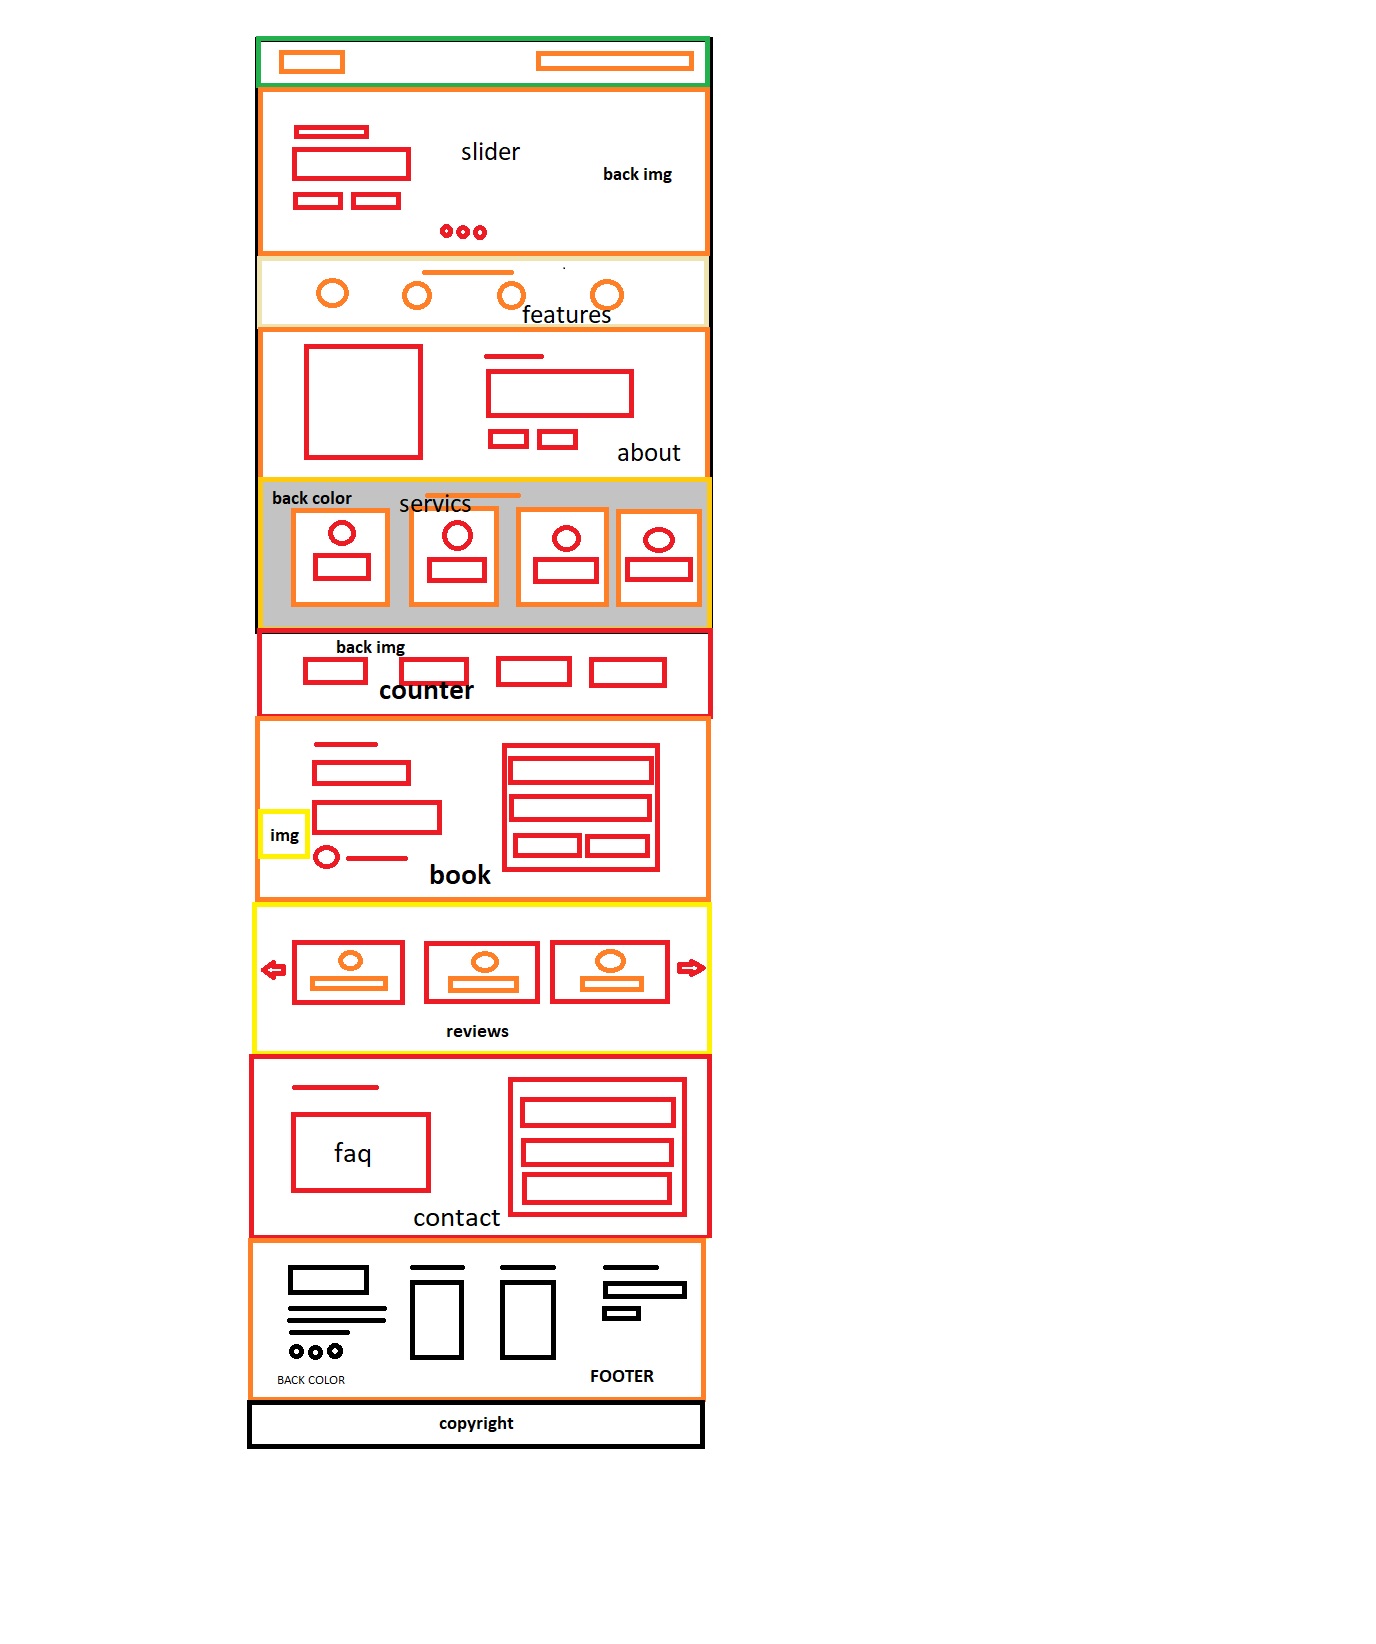 slider
back img
features
about
back color
servics
back img
counter
img
book
reviews
faq
contact
BACK COLOR
FOOTER
copyright